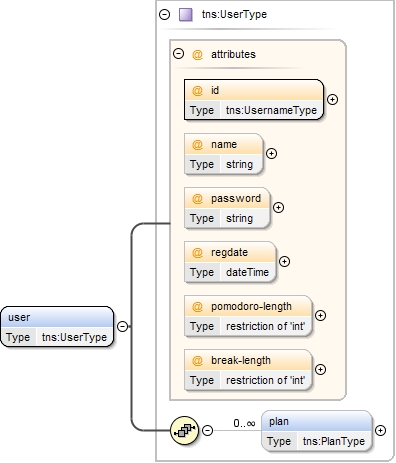 tns:UserType
@ attributes
@ id
Type tns:UsernameType
@ name
Type string
@ password
Type string
@ regdate
Type dateTime
@ pomodoro-length
Type restriction of 'int'
@ break-length
Type restriction of 'int'
user
Type tns:UserType
0..∞
plan
Type tns:PlanType